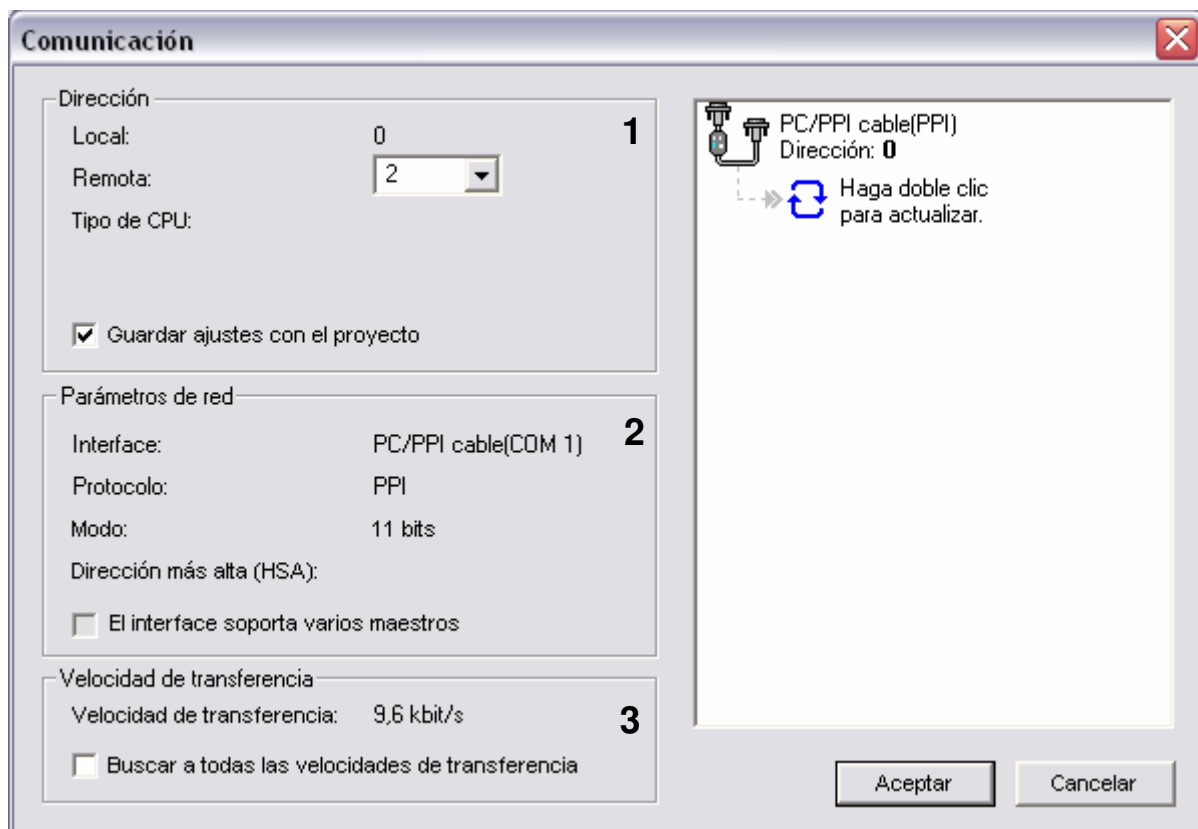 Comunicación
Dirección
1
Local: 0
Remota: 2
Tipo de CPU:
Guardar ajustes con el proyecto
Parámetros de red
2
Interface: PC/PPI cable(COM 1)
Protocolo: PPI
Modo: 11 bits
Dirección más alta (HSA):
El interface soporta varios maestros
Velocidad de transferencia
Velocidad de transferencia: 9,6 kbit/s
3
Buscar a todas las velocidades de transferencia
PC/PPI cable(PPI)
Dirección: 0
Haga doble clic
para actualizar.
Aceptar
Cancelar